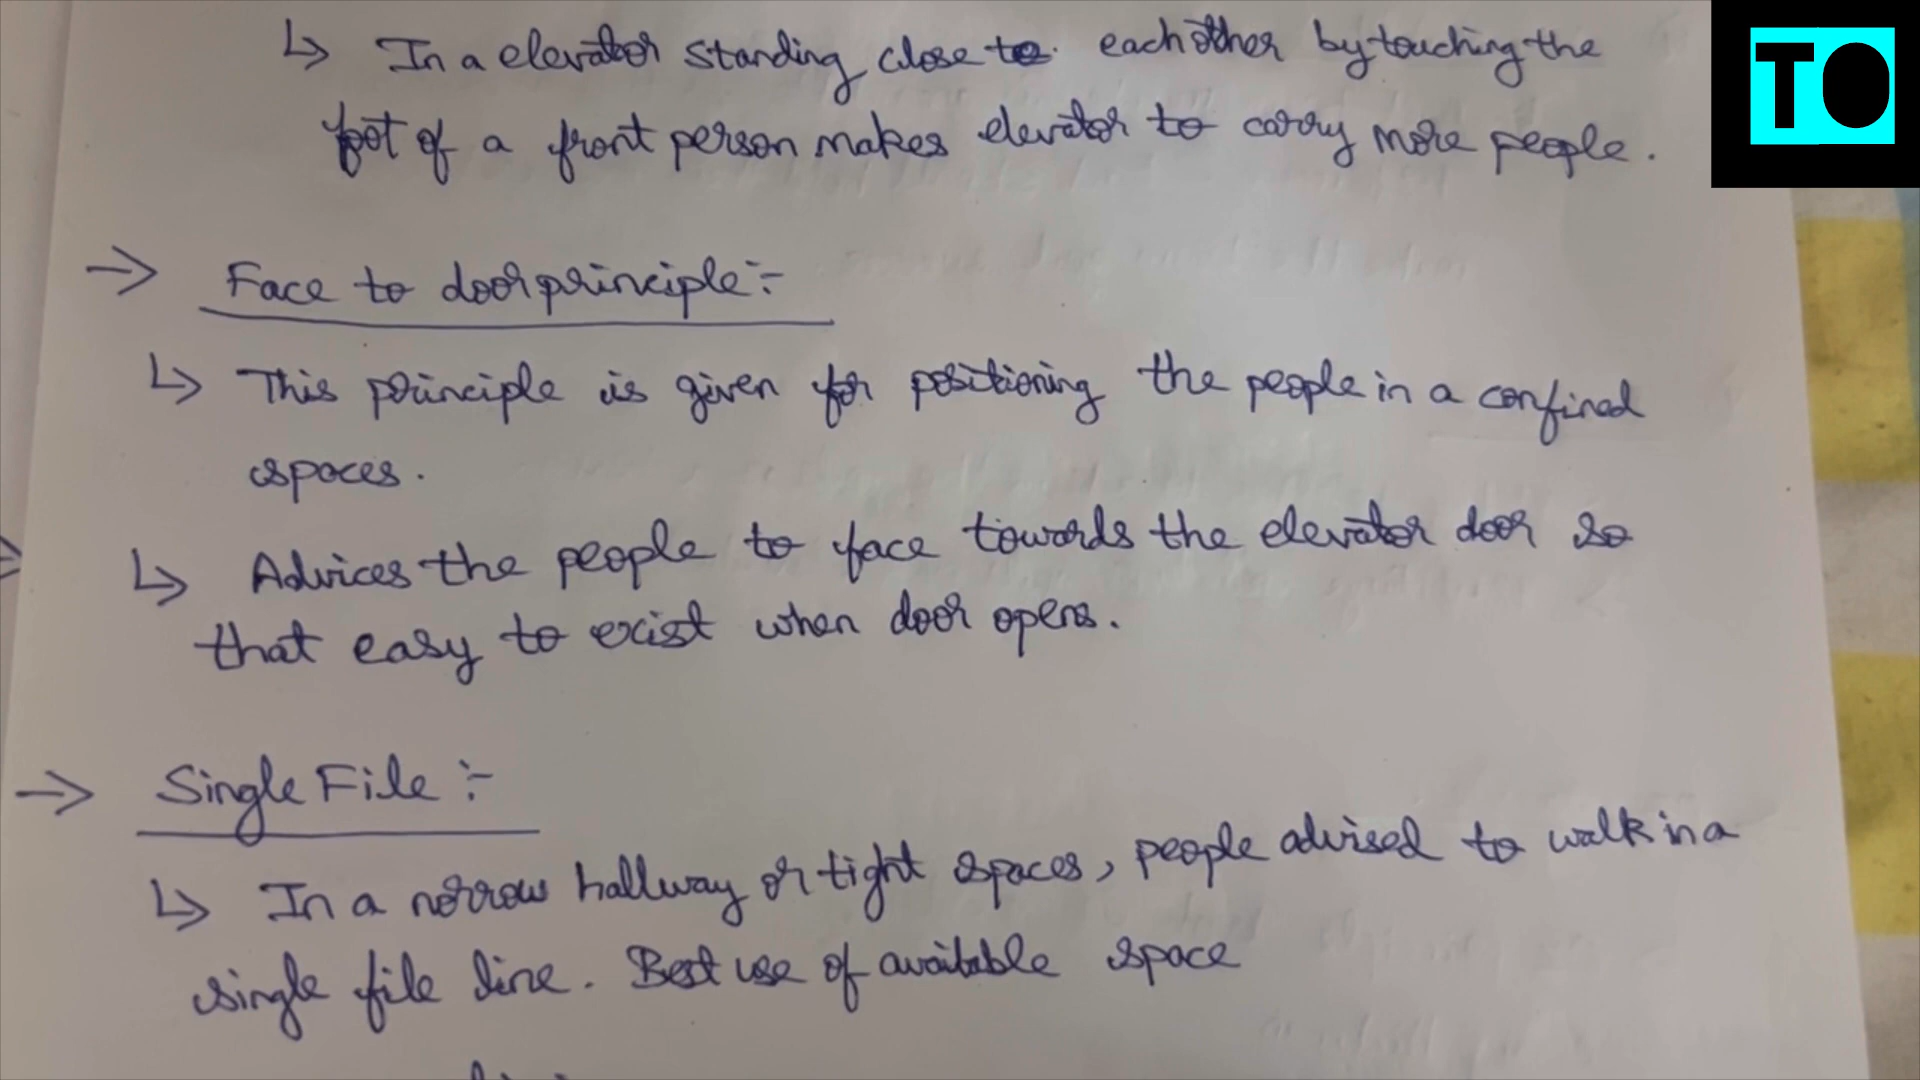 TO
↳ In a elevator standing close to eachother by touching the
foot of a front person makes elevator to carry more people.
→ Face to door principle :-
↳ This principle is given for positioning the people in a confined
spaces.
↳ Advices the people to face towards the elevator door so
that easy to exist when door opens.
→ Single File :-
↳ In a norrow hallway or tight spaces, people advised to walk in a
single file line. Best use of available space